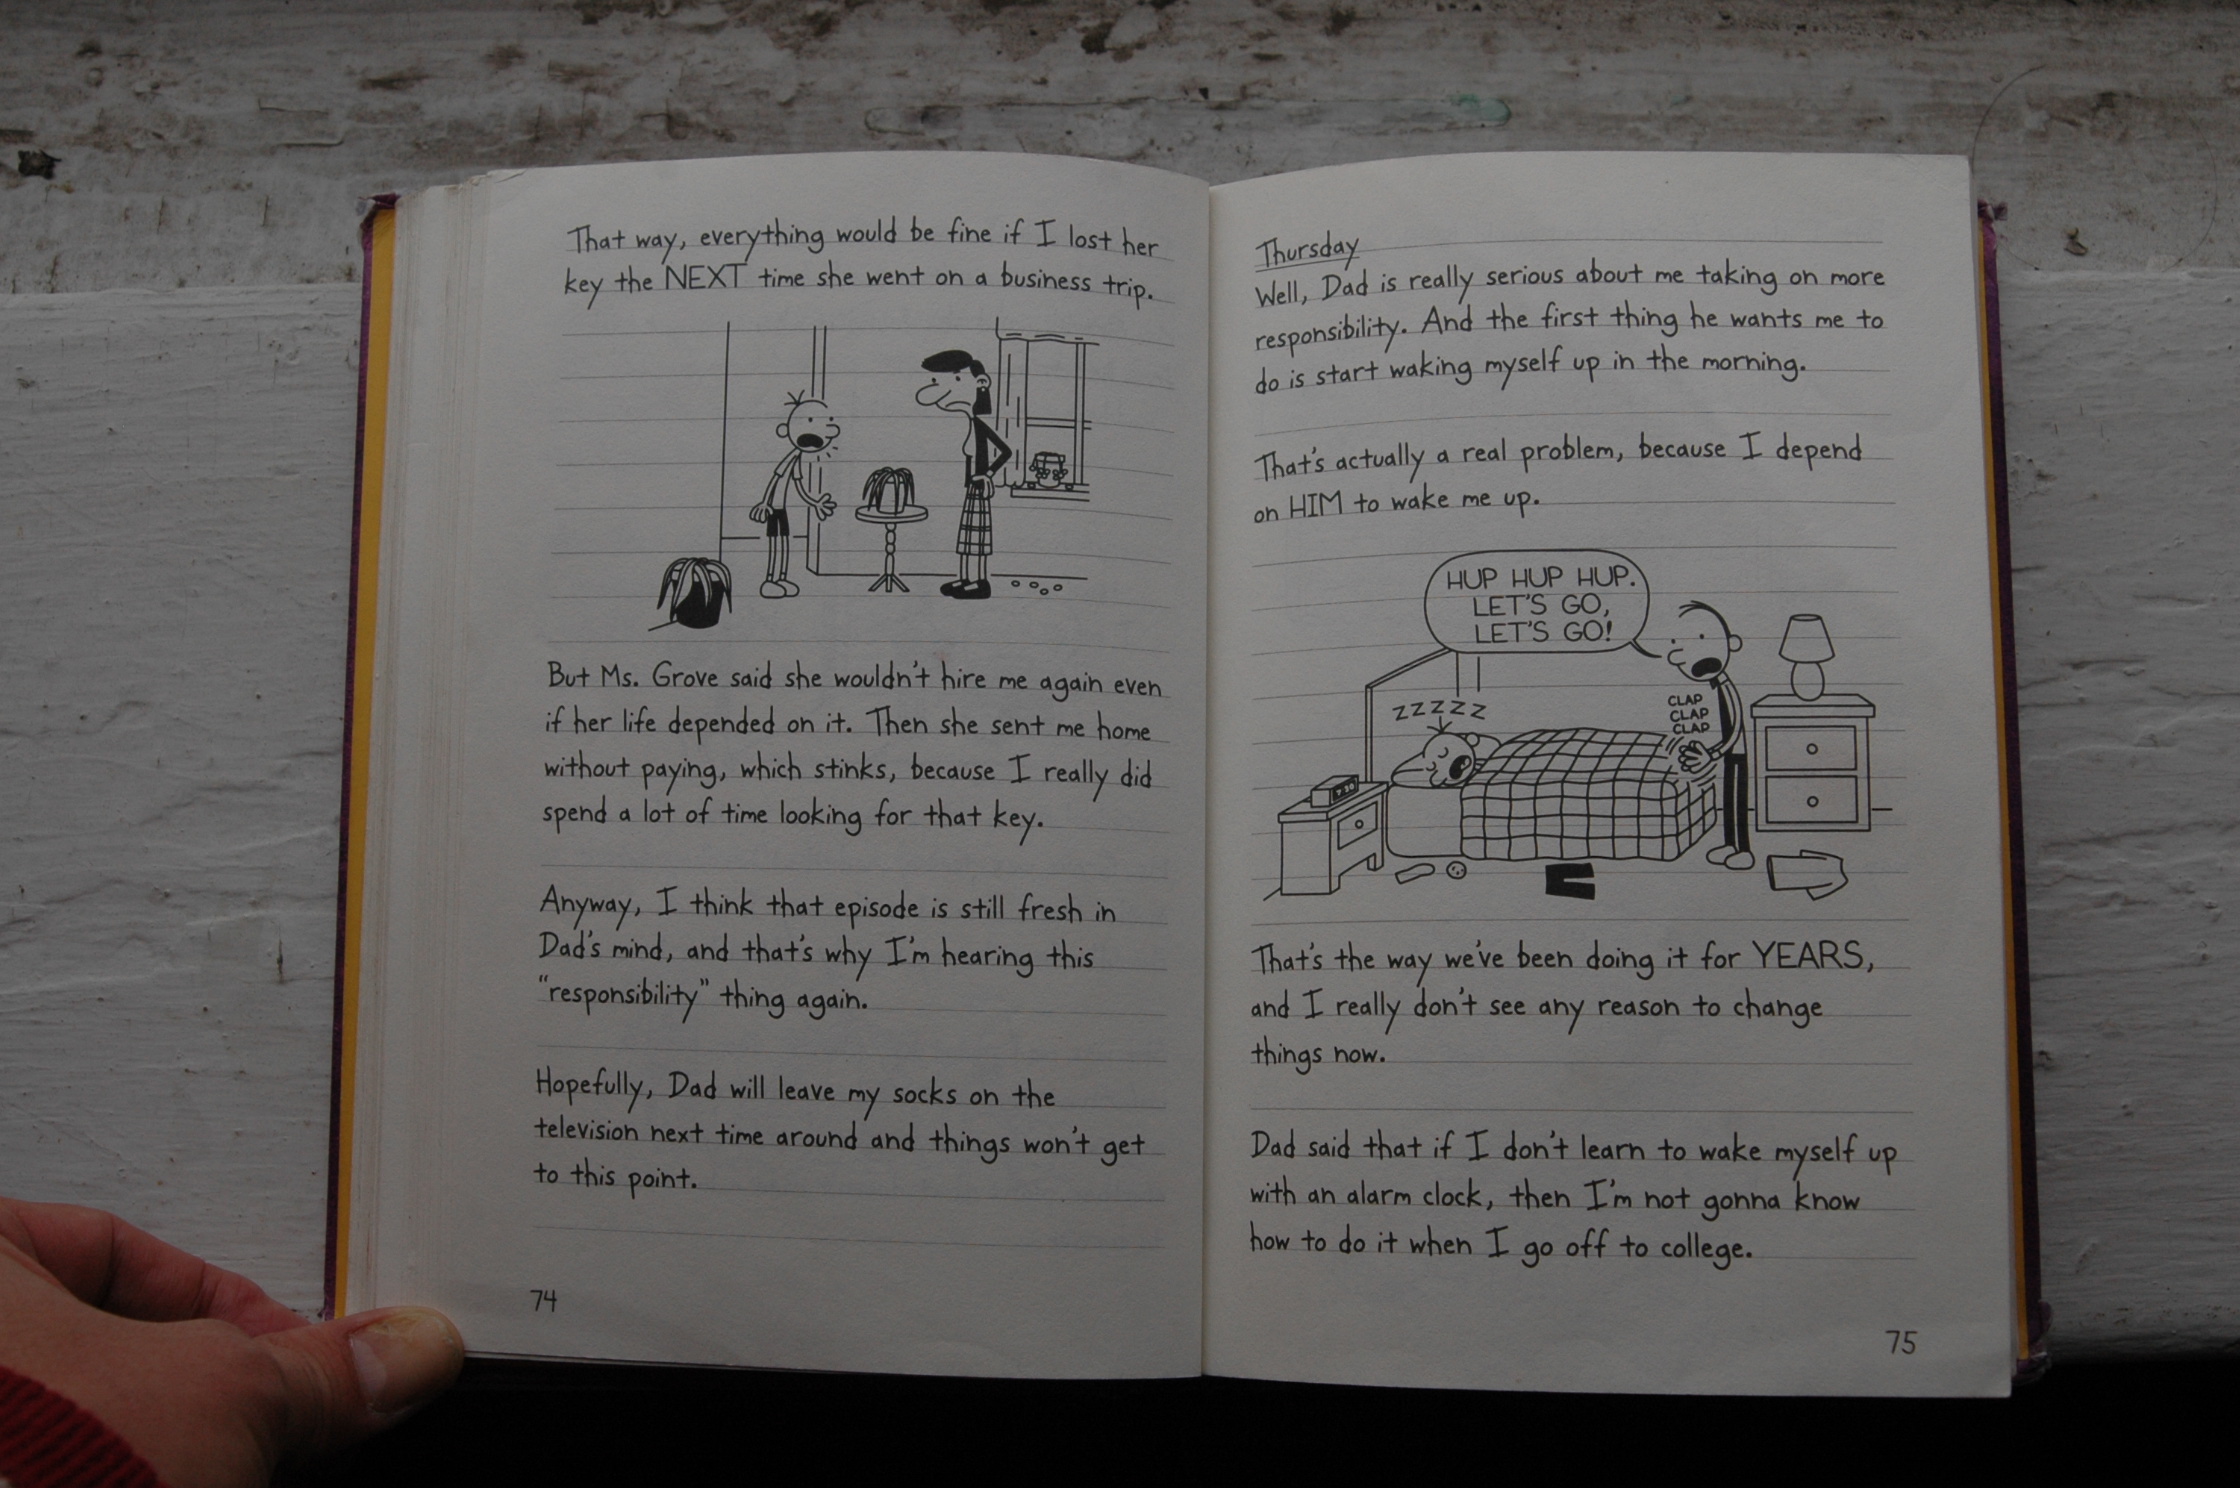 That way, everything would be fine if I lost her
key the NEXT time she went on a business trip.
But Ms. Grove said she wouldn't hire me again even
if her life depended on it. Then she sent me home
without paying, which stinks, because I really did
spend a lot of time looking for that key.
Anyway, I think that episode is still fresh in
Dad's mind, and that's why I'm hearing this
"responsibility" thing again.
Hopefully, Dad will leave my socks on the
television next time around and things won't get
to this point.
74
Thursday
Well, Dad is really serious about me taking on more
responsibility. And the first thing he wants me to
do is start waking myself up in the morning.
That's actually a real problem, because I depend
on HIM to wake me up.
HUP HUP HUP.
LET'S GO,
LET'S GO!
ZZZZZ
CLAP
CLAP
CLAP
That's the way we've been doing it for YEARS,
and I really don't see any reason to change
things now.
Dad said that if I don't learn to wake myself up
with an alarm clock, then I'm not gonna know
how to do it when I go off to college.
75